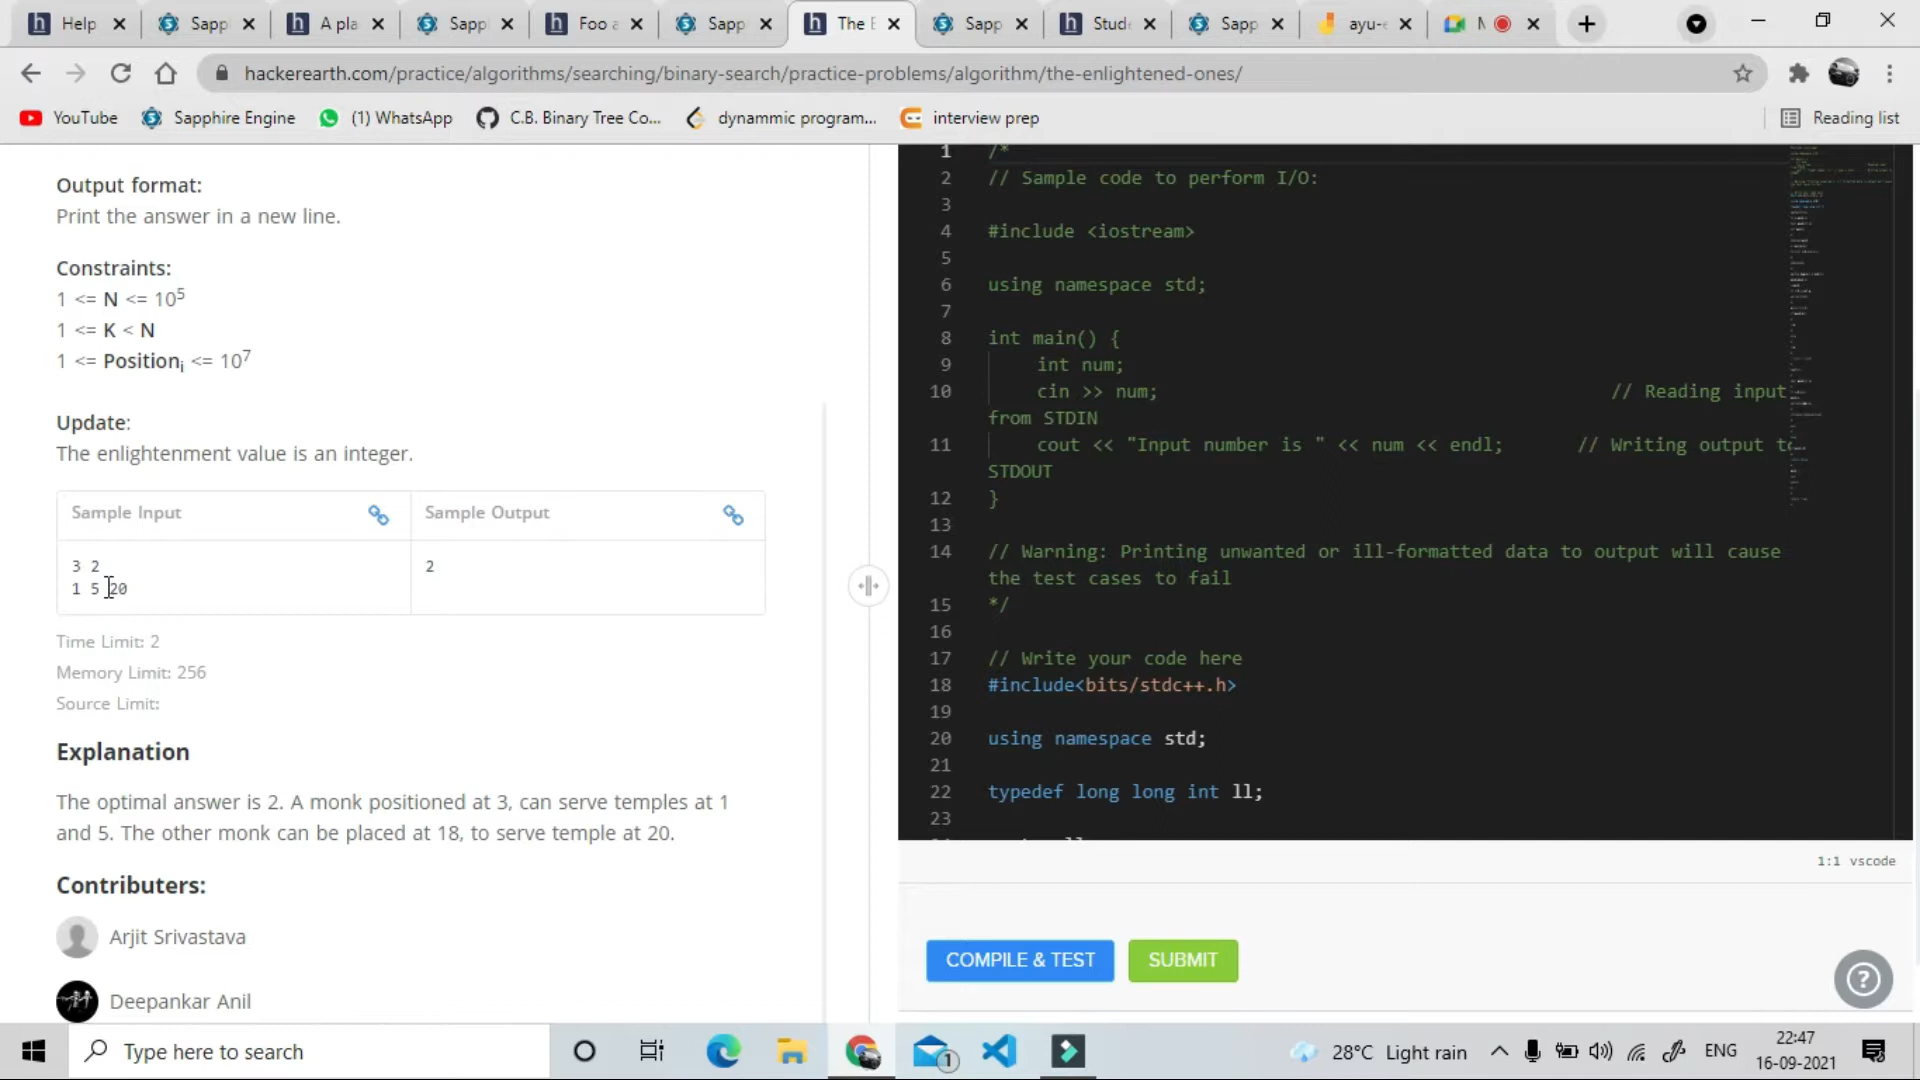 Help
Sapp
A pla
Sapp
Foo a
Sapp
The E
Sapp
Stude
Sapp
ayu-e
M
hackerearth.com/practice/algorithms/searching/binary-search/practice-problems/algorithm/the-enlightened-ones/
YouTube
Sapphire Engine
(1) WhatsApp
C.B. Binary Tree Co...
dynammic program...
interview prep
Reading list
Output format:
Print the answer in a new line.
Constraints:
1 <= N <= 10^5
1 <= K < N
1 <= Position_i <= 10^7
Update:
The enlightenment value is an integer.
Sample Input
Sample Output
3 2
1 5 20
2
Time Limit: 2
Memory Limit: 256
Source Limit:
Explanation
The optimal answer is 2. A monk positioned at 3, can serve temples at 1
and 5. The other monk can be placed at 18, to serve temple at 20.
Contributers:
Arjit Srivastava
Deepankar Anil
1 /*
2 // Sample code to perform I/O:
3
4 #include <iostream>
5
6 using namespace std;
7
8 int main() {
9 int num;
10 cin >> num; // Reading input
from STDIN
11 cout << "Input number is " << num << endl; // Writing output to
STDOUT
12 }
13
14 // Warning: Printing unwanted or ill-formatted data to output will cause
the test cases to fail
15 */
16
17 // Write your code here
18 #include<bits/stdc++.h>
19
20 using namespace std;
21
22 typedef long long int ll;
23
1:1 vscode
COMPILE & TEST
SUBMIT
Type here to search
1
28°C Light rain
ENG
22:47
16-09-2021